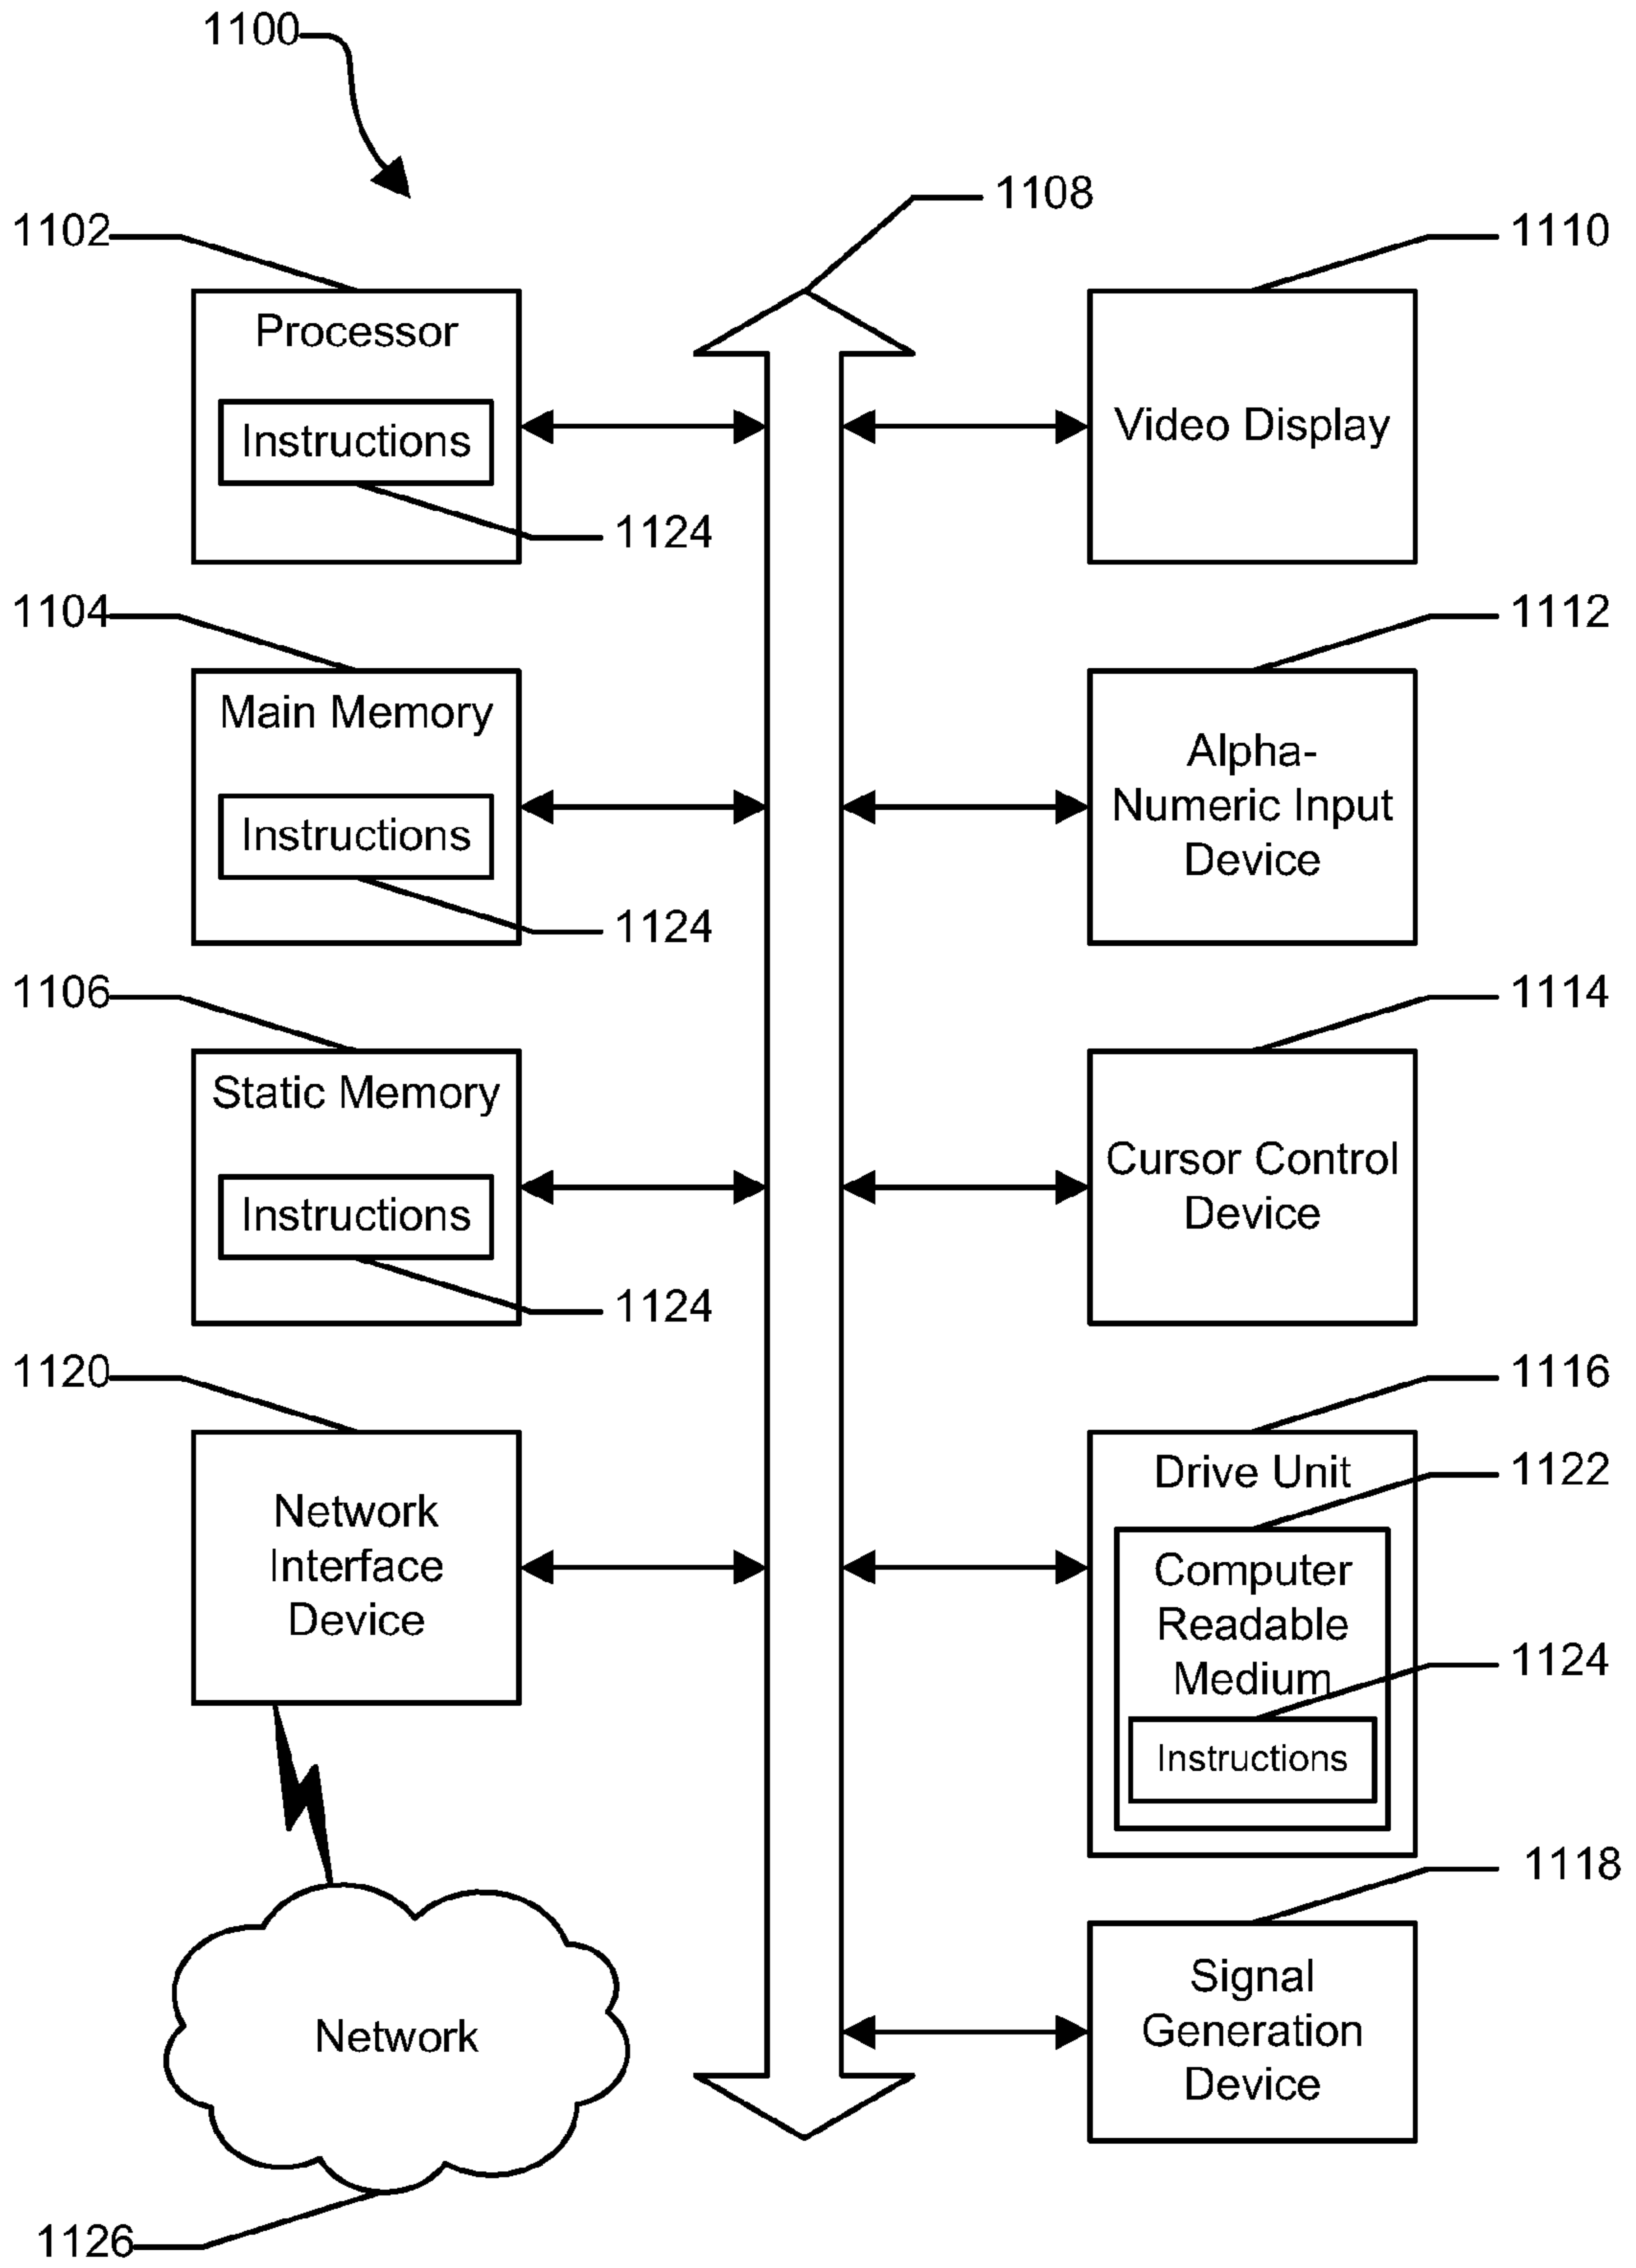 1100
1108
1102
1110
Processor
Instructions
1124
Video Display
1104
1112
Main Memory
Instructions
1124
Alpha-
Numeric Input
Device
1106
1114
Static Memory
Instructions
1124
Cursor Control
Device
1120
1116
Network
Interface
Device
Drive Unit
1122
Computer
Readable
Medium
1124
Instructions
1118
Signal
Generation
Device
Network
1126